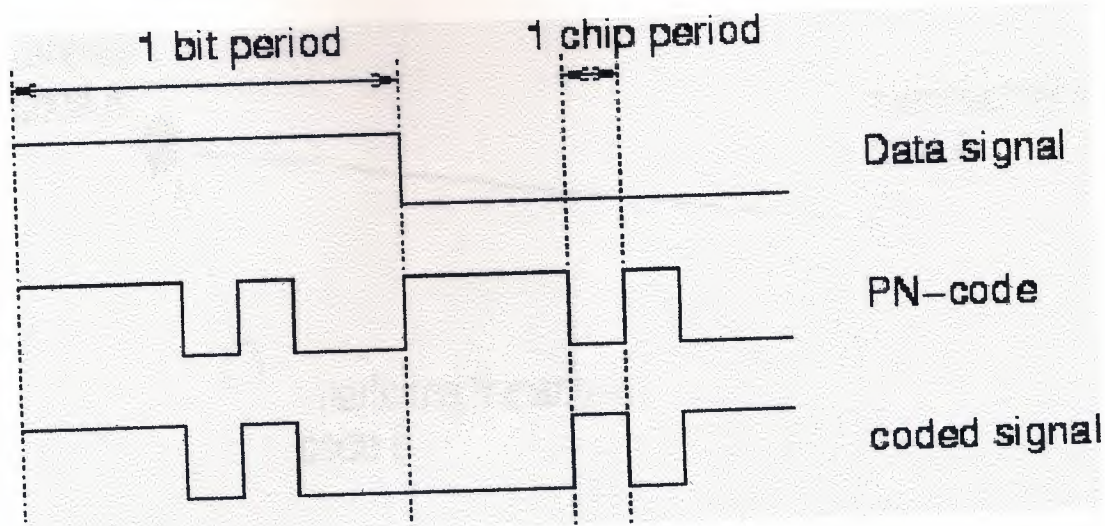 1 bit period
1 chip period
Data signal
PN-code
coded signal